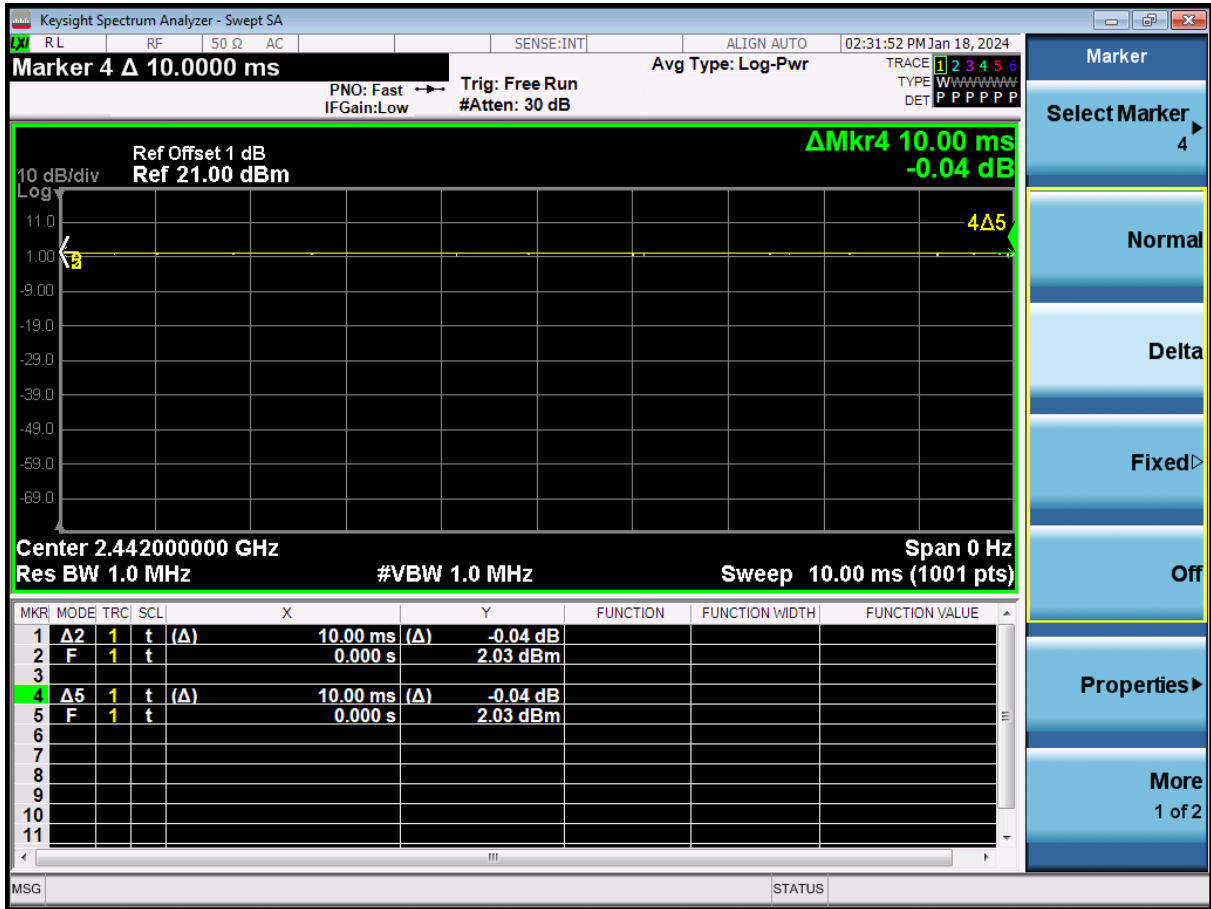 Keysight Spectrum Analyzer - Swept SA
LXI RL RF 50 Ω AC SENSE:INT ALIGN AUTO 02:31:52 PM Jan 18, 2024
Marker 4 Δ 10.0000 ms
PNO: Fast
IFGain:Low
Trig: Free Run
#Atten: 30 dB
Avg Type: Log-Pwr
TRACE 1 2 3 4 5 6
TYPE WWWWWW
DET P P P P P P
ΔMkr4 10.00 ms
-0.04 dB
Ref Offset 1 dB
10 dB/div Ref 21.00 dBm
Log
11.0
1.00
-9.00
-19.0
-29.0
-39.0
-49.0
-59.0
-69.0
4Δ5
Center 2.442000000 GHz Span 0 Hz
Res BW 1.0 MHz #VBW 1.0 MHz Sweep 10.00 ms (1001 pts)
MKR MODE TRC SCL X Y FUNCTION FUNCTION WIDTH FUNCTION VALUE
1 Δ2 1 t (Δ) 10.00 ms (Δ) -0.04 dB
2 F 1 t 0.000 s 2.03 dBm
3
4 Δ5 1 t (Δ) 10.00 ms (Δ) -0.04 dB
5 F 1 t 0.000 s 2.03 dBm
6
7
8
9
10
11
MSG STATUS
Marker
Select Marker
4
Normal
Delta
Fixed
Off
Properties
More
1 of 2